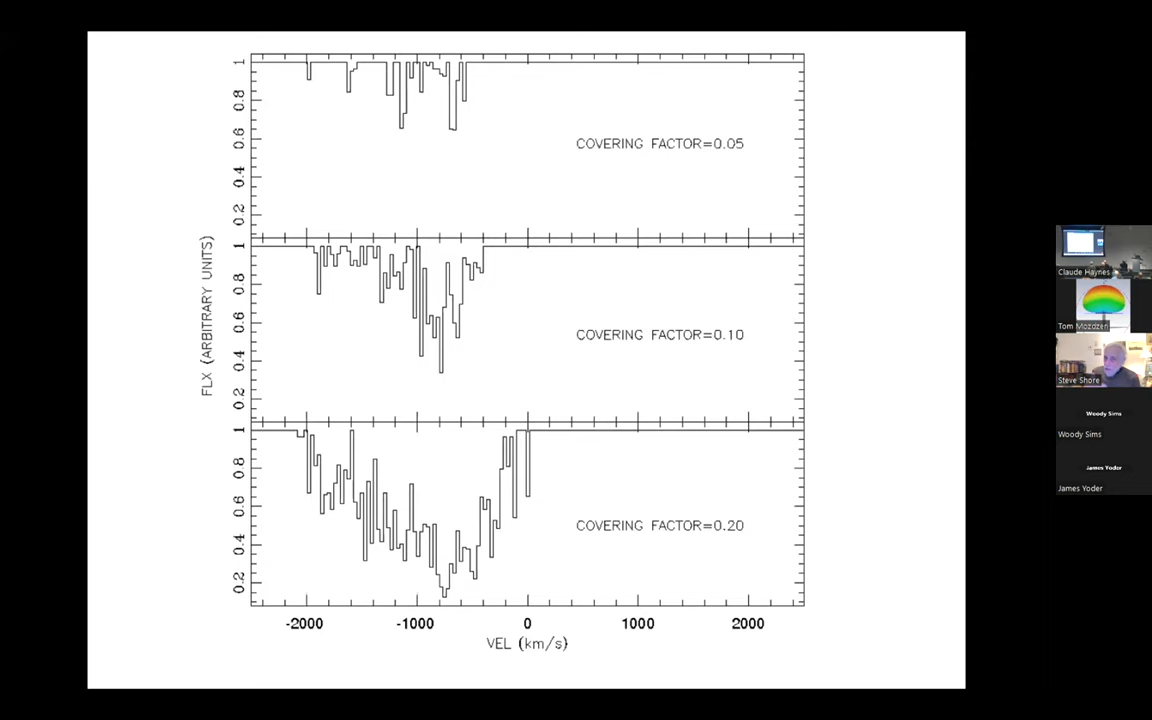 1
0.8
0.6
0.4
0.2
COVERING FACTOR=0.05
1
0.8
0.6
0.4
0.2
COVERING FACTOR=0.10
1
0.8
0.6
0.4
0.2
COVERING FACTOR=0.20
FLX (ARBITRARY UNITS)
-2000 -1000 0 1000 2000
VEL (km/s)
Claude Haynes
Tom Mozdzen
Steve Shore
Woody Sims
Woody Sims
James Yoder
James Yoder